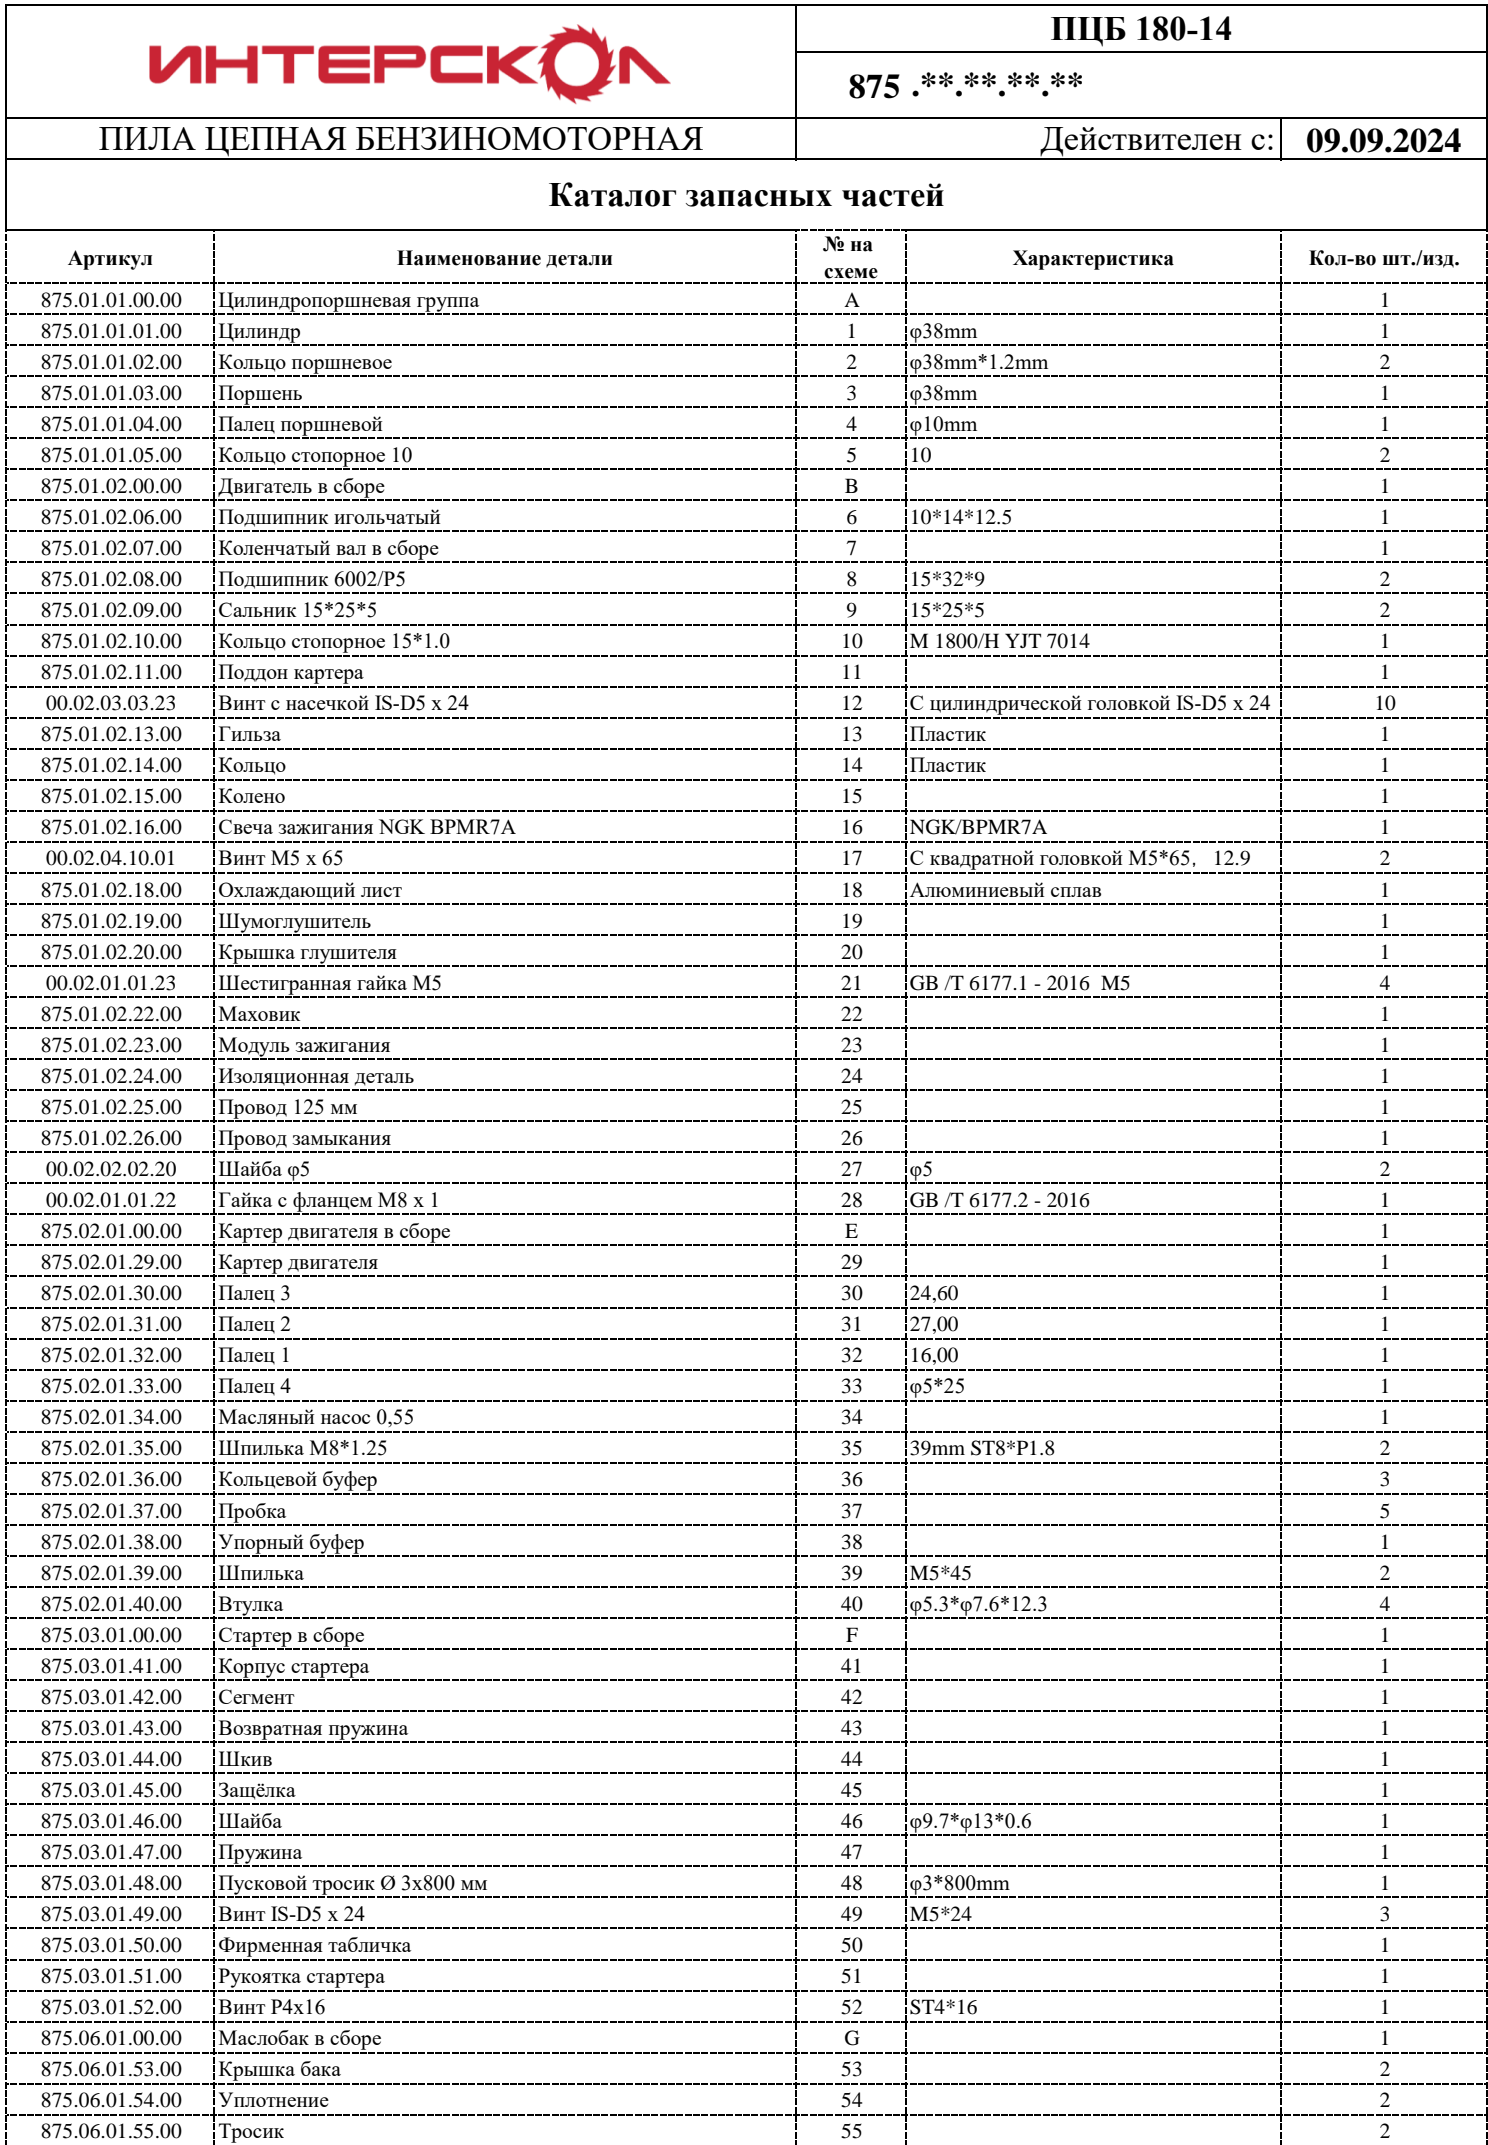 ИНТЕРСКОЛ
ПЦБ 180-14
875 .**.**.**.**
ПИЛА ЦЕПНАЯ БЕНЗИНОМОТОРНАЯ Действителен с: 09.09.2024
Каталог запасных частей
Артикул Наименование детали № на схеме Характеристика Кол-во шт./изд.
875.01.01.00.00 Цилиндропоршневая группа A 1
875.01.01.01.00 Цилиндр 1 φ38mm 1
875.01.01.02.00 Кольцо поршневое 2 φ38mm*1.2mm 2
875.01.01.03.00 Поршень 3 φ38mm 1
875.01.01.04.00 Палец поршневой 4 φ10mm 1
875.01.01.05.00 Кольцо стопорное 10 5 10 2
875.01.02.00.00 Двигатель в сборе B 1
875.01.02.06.00 Подшипник игольчатый 6 10*14*12.5 1
875.01.02.07.00 Коленчатый вал в сборе 7 1
875.01.02.08.00 Подшипник 6002/P5 8 15*32*9 2
875.01.02.09.00 Сальник 15*25*5 9 15*25*5 2
875.01.02.10.00 Кольцо стопорное 15*1.0 10 M 1800/H YJT 7014 1
875.01.02.11.00 Поддон картера 11 1
00.02.03.03.23 Винт с насечкой IS-D5 x 24 12 С цилиндрической головкой IS-D5 x 24 10
875.01.02.13.00 Гильза 13 Пластик 1
875.01.02.14.00 Кольцо 14 Пластик 1
875.01.02.15.00 Колено 15 1
875.01.02.16.00 Свеча зажигания NGK BPMR7A 16 NGK/BPMR7A 1
00.02.04.10.01 Винт M5 x 65 17 С квадратной головкой M5*65, 12.9 2
875.01.02.18.00 Охлаждающий лист 18 Алюминиевый сплав 1
875.01.02.19.00 Шумоглушитель 19 1
875.01.02.20.00 Крышка глушителя 20 1
00.02.01.01.23 Шестигранная гайка M5 21 GB /T 6177.1 - 2016 M5 4
875.01.02.22.00 Маховик 22 1
875.01.02.23.00 Модуль зажигания 23 1
875.01.02.24.00 Изоляционная деталь 24 1
875.01.02.25.00 Провод 125 мм 25 1
875.01.02.26.00 Провод замыкания 26 1
00.02.02.02.20 Шайба φ5 27 φ5 2
00.02.01.01.22 Гайка с фланцем M8 x 1 28 GB /T 6177.2 - 2016 1
875.02.01.00.00 Картер двигателя в сборе E 1
875.02.01.29.00 Картер двигателя 29 1
875.02.01.30.00 Палец 3 30 24,60 1
875.02.01.31.00 Палец 2 31 27,00 1
875.02.01.32.00 Палец 1 32 16,00 1
875.02.01.33.00 Палец 4 33 φ5*25 1
875.02.01.34.00 Масляный насос 0,55 34 1
875.02.01.35.00 Шпилька M8*1.25 35 39mm ST8*P1.8 2
875.02.01.36.00 Кольцевой буфер 36 3
875.02.01.37.00 Пробка 37 5
875.02.01.38.00 Упорный буфер 38 1
875.02.01.39.00 Шпилька 39 M5*45 2
875.02.01.40.00 Втулка 40 φ5.3*φ7.6*12.3 4
875.03.01.00.00 Стартер в сборе F 1
875.03.01.41.00 Корпус стартера 41 1
875.03.01.42.00 Сегмент 42 1
875.03.01.43.00 Возвратная пружина 43 1
875.03.01.44.00 Шкив 44 1
875.03.01.45.00 Защёлка 45 1
875.03.01.46.00 Шайба 46 φ9.7*φ13*0.6 1
875.03.01.47.00 Пружина 47 1
875.03.01.48.00 Пусковой тросик Ø 3x800 мм 48 φ3*800mm 1
875.03.01.49.00 Винт IS-D5 x 24 49 M5*24 3
875.03.01.50.00 Фирменная табличка 50 1
875.03.01.51.00 Рукоятка стартера 51 1
875.03.01.52.00 Винт P4x16 52 ST4*16 1
875.06.01.00.00 Маслобак в сборе G 1
875.06.01.53.00 Крышка бака 53 2
875.06.01.54.00 Уплотнение 54 2
875.06.01.55.00 Тросик 55 2